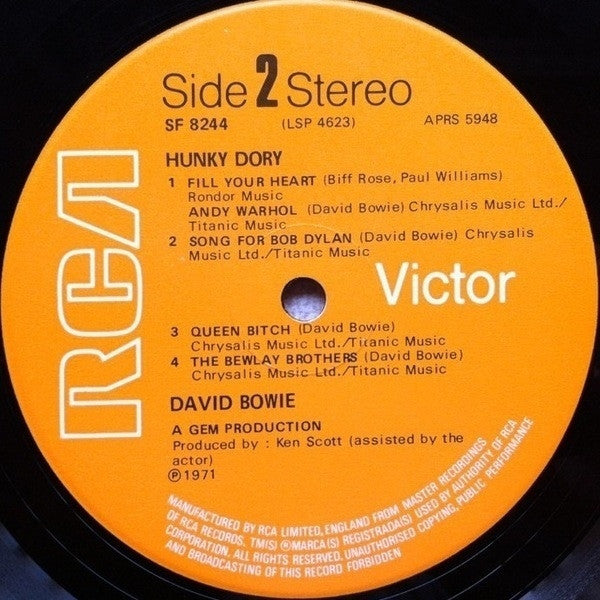 RCA
Side 2 Stereo
SF 8244 (LSP 4623) APRS 5948
HUNKY DORY
1 FILL YOUR HEART (Biff Rose, Paul Williams)
Rondor Music
ANDY WARHOL (David Bowie) Chrysalis Music Ltd./
Titanic Music
2 SONG FOR BOB DYLAN (David Bowie) Chrysalis
Music Ltd./Titanic Music
Victor
3 QUEEN BITCH (David Bowie)
Chrysalis Music Ltd./Titanic Music
4 THE BEWLAY BROTHERS (David Bowie)
Chrysalis Music Ltd./Titanic Music
DAVID BOWIE
A GEM PRODUCTION
Produced by : Ken Scott (assisted by the
actor)
Ⓟ1971
MANUFACTURED BY RCA LIMITED, ENGLAND FROM MASTER RECORDINGS
OF RCA RECORDS. TM(S) ® MARCA(S) REGISTRADA(S) USED BY AUTHORITY OF RCA
CORPORATION. ALL RIGHTS RESERVED. UNAUTHORISED COPYING, PUBLIC PERFORMANCE
AND BROADCASTING OF THIS RECORD FORBIDDEN